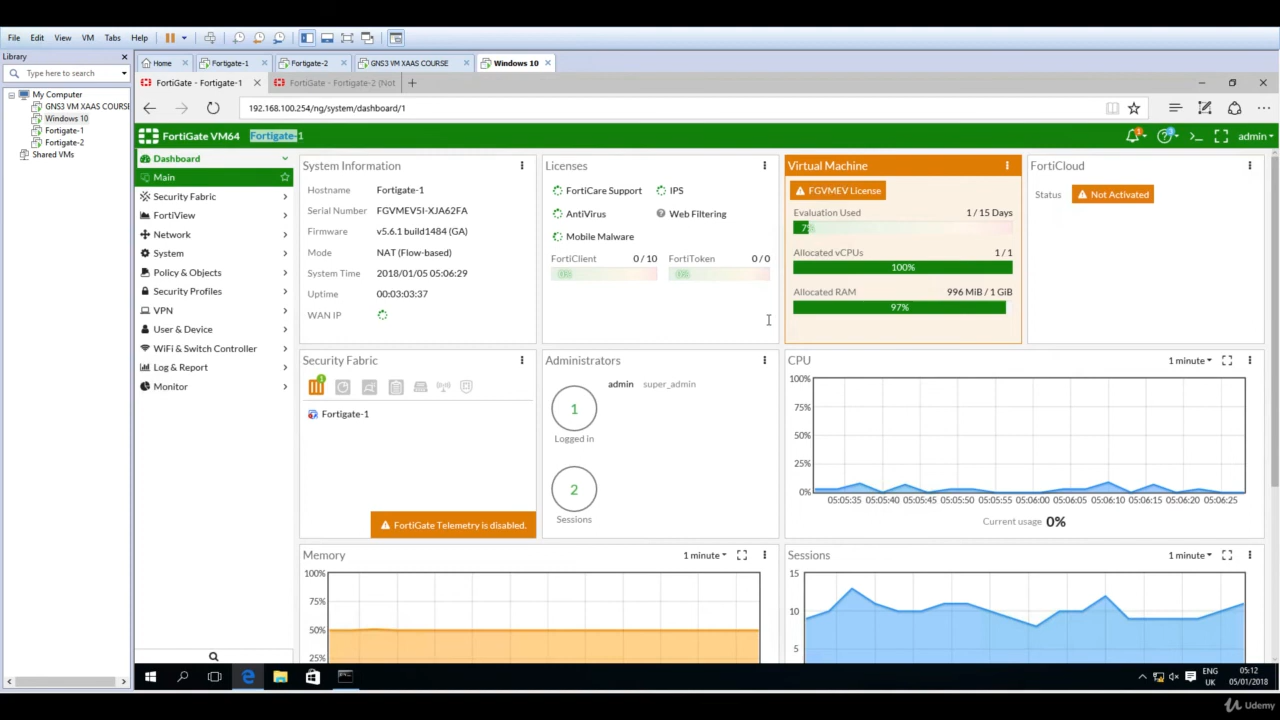 File Edit View VM Tabs Help
Library
Type here to search
My Computer
GNS3 VM XAAS COURSE
Windows 10
Fortigate-1
Fortigate-2
Shared VMs
Home Fortigate-1 Fortigate-2 GNS3 VM XAAS COURSE Windows 10
FortiGate - Fortigate-1 FortiGate - Fortigate-2 (Not
192.168.100.254/ng/system/dashboard/1
FortiGate VM64 Fortigate-1 admin
Dashboard
Main
Security Fabric
FortiView
Network
System
Policy & Objects
Security Profiles
VPN
User & Device
WiFi & Switch Controller
Log & Report
Monitor
System Information
Hostname Fortigate-1
Serial Number FGVMEV5I-XJA62FA
Firmware v5.6.1 build1484 (GA)
Mode NAT (Flow-based)
System Time 2018/01/05 05:06:29
Uptime 00:03:03:37
WAN IP
Licenses
FortiCare Support IPS
AntiVirus Web Filtering
Mobile Malware
FortiClient 0 / 10 FortiToken 0 / 0
0% 0%
Virtual Machine
FGVMEV License
Evaluation Used 1 / 15 Days
7%
Allocated vCPUs 1 / 1
100%
Allocated RAM 996 MiB / 1 GiB
97%
FortiCloud
Status Not Activated
Security Fabric
1
Fortigate-1
FortiGate Telemetry is disabled.
Administrators
admin super_admin
1
Logged in
2
Sessions
CPU 1 minute
100%
75%
50%
25%
0%
05:05:35 05:05:40 05:05:45 05:05:50 05:05:55 05:06:00 05:06:05 05:06:10 05:06:15 05:06:20 05:06:25
Current usage 0%
Memory 1 minute
100%
75%
50%
25%
Sessions 1 minute
15
10
5
ENG
UK
05:12
05/01/2018
Udemy